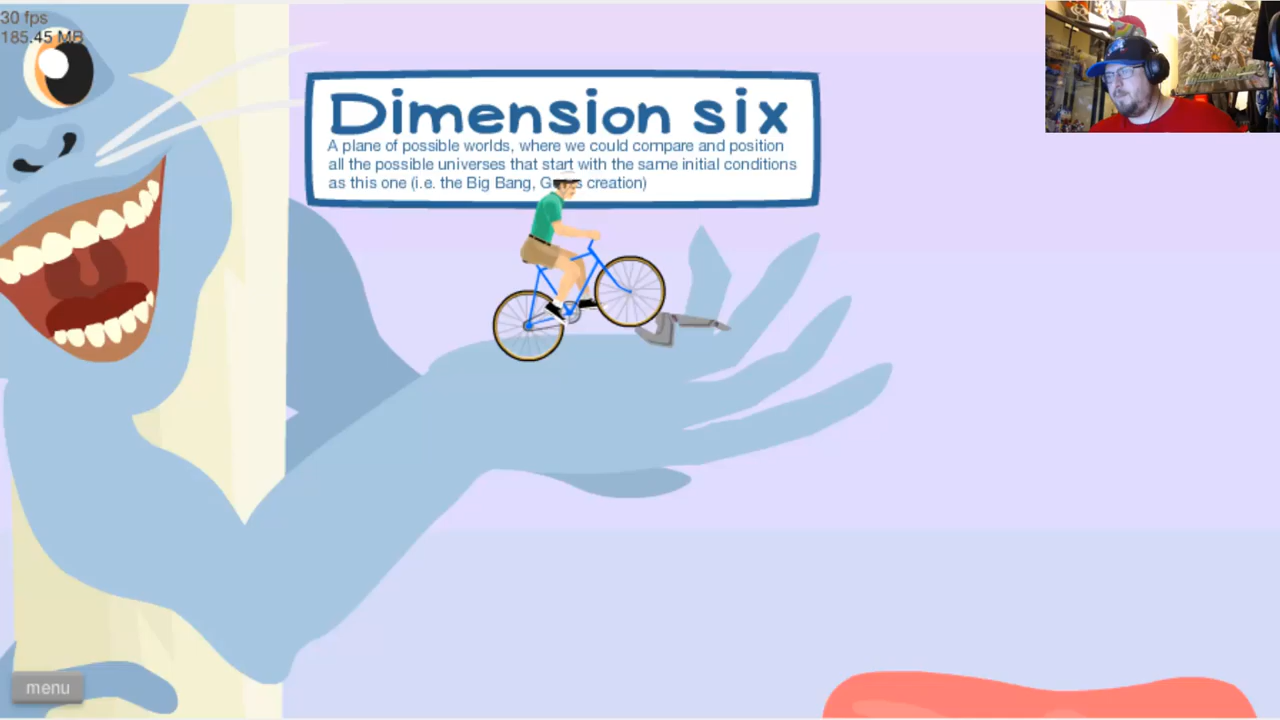 30 fps
185.45 MB
Dimension six
A plane of possible worlds, where we could compare and position
all the possible universes that start with the same initial conditions
as this one (i.e. the Big Bang, creation)
menu